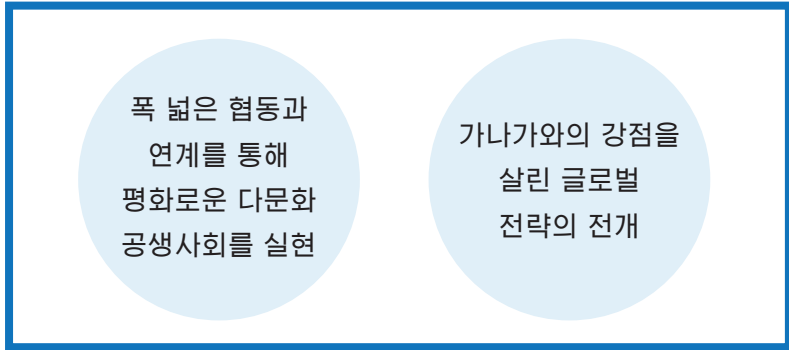 폭 넓은 협동과
연계를 통해
평화로운 다문화
공생사회를 실현
가나가와의 강점을
살린 글로벌
전략의 전개